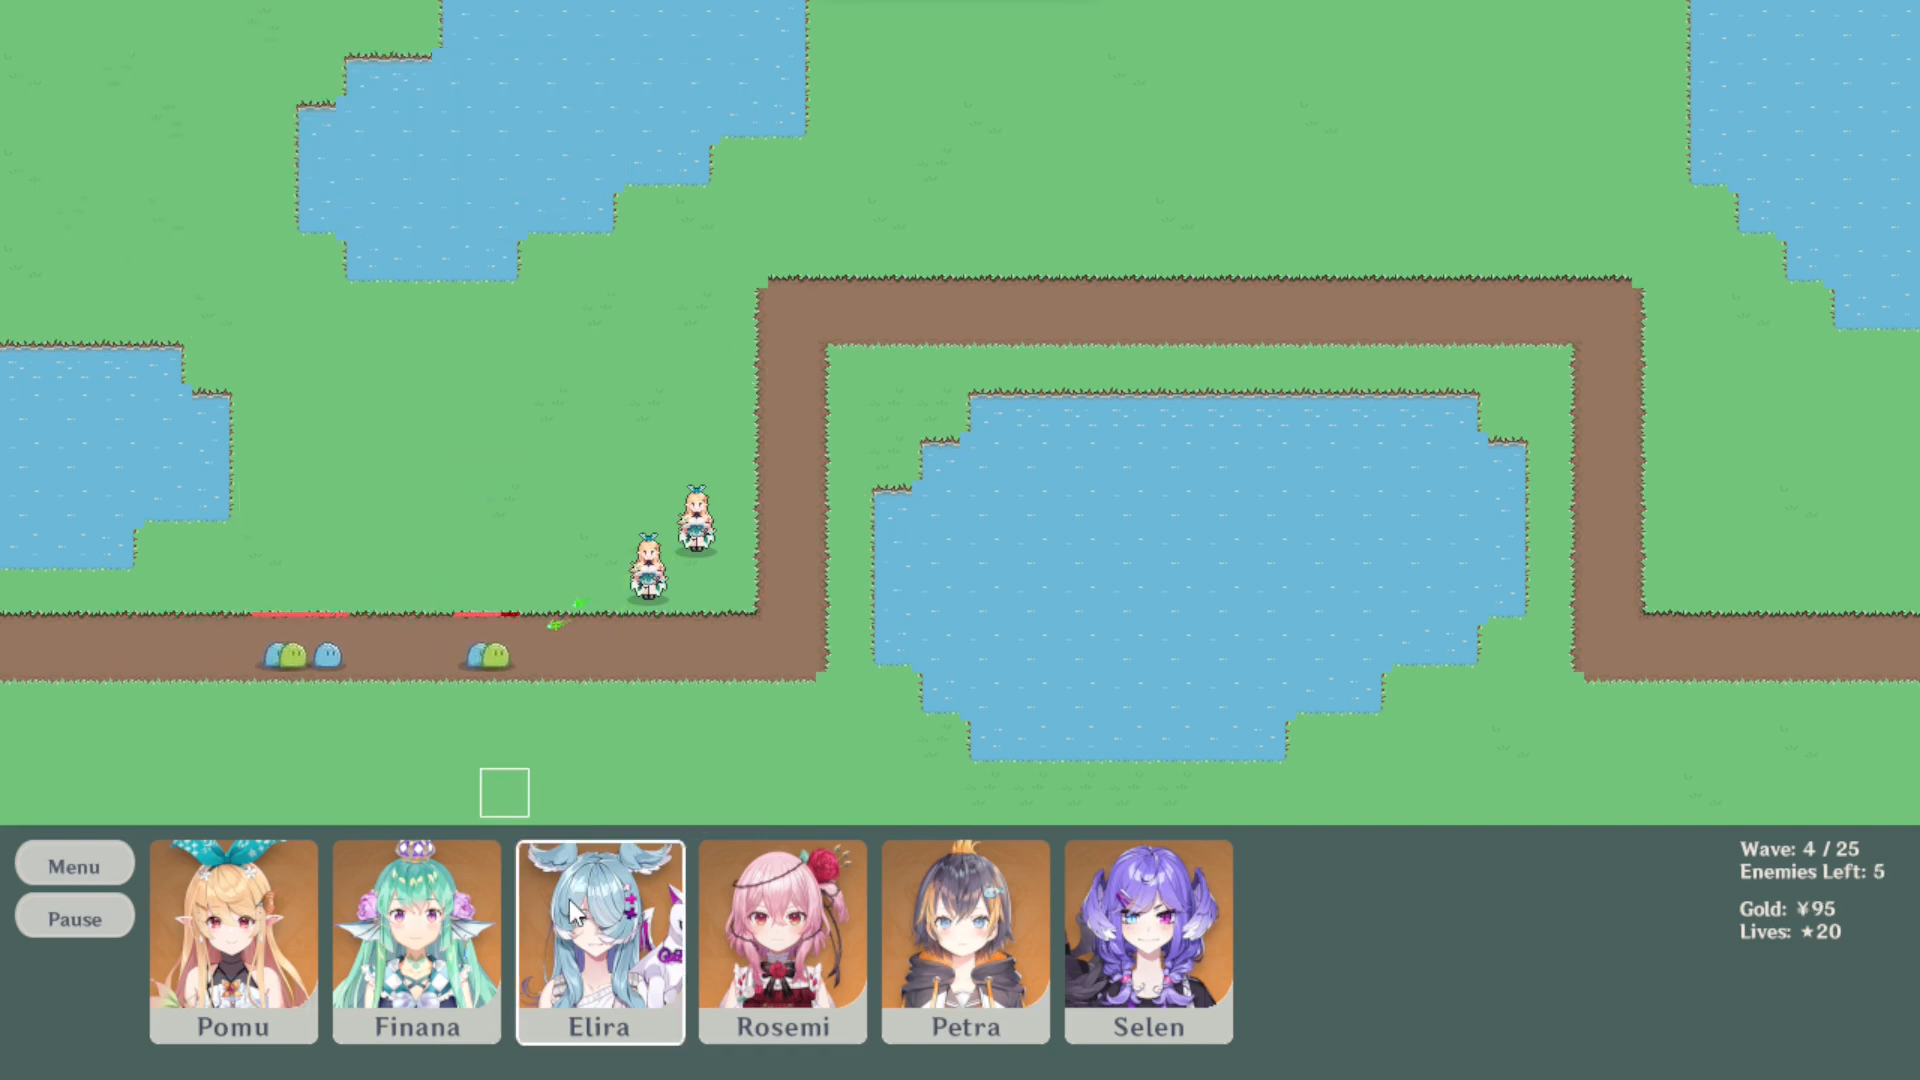 Menu
Pause
Pomu
Finana
Elira
Rosemi
Petra
Selen
Wave: 4 / 25
Enemies Left: 5
Gold: ¥95
Lives: ★20